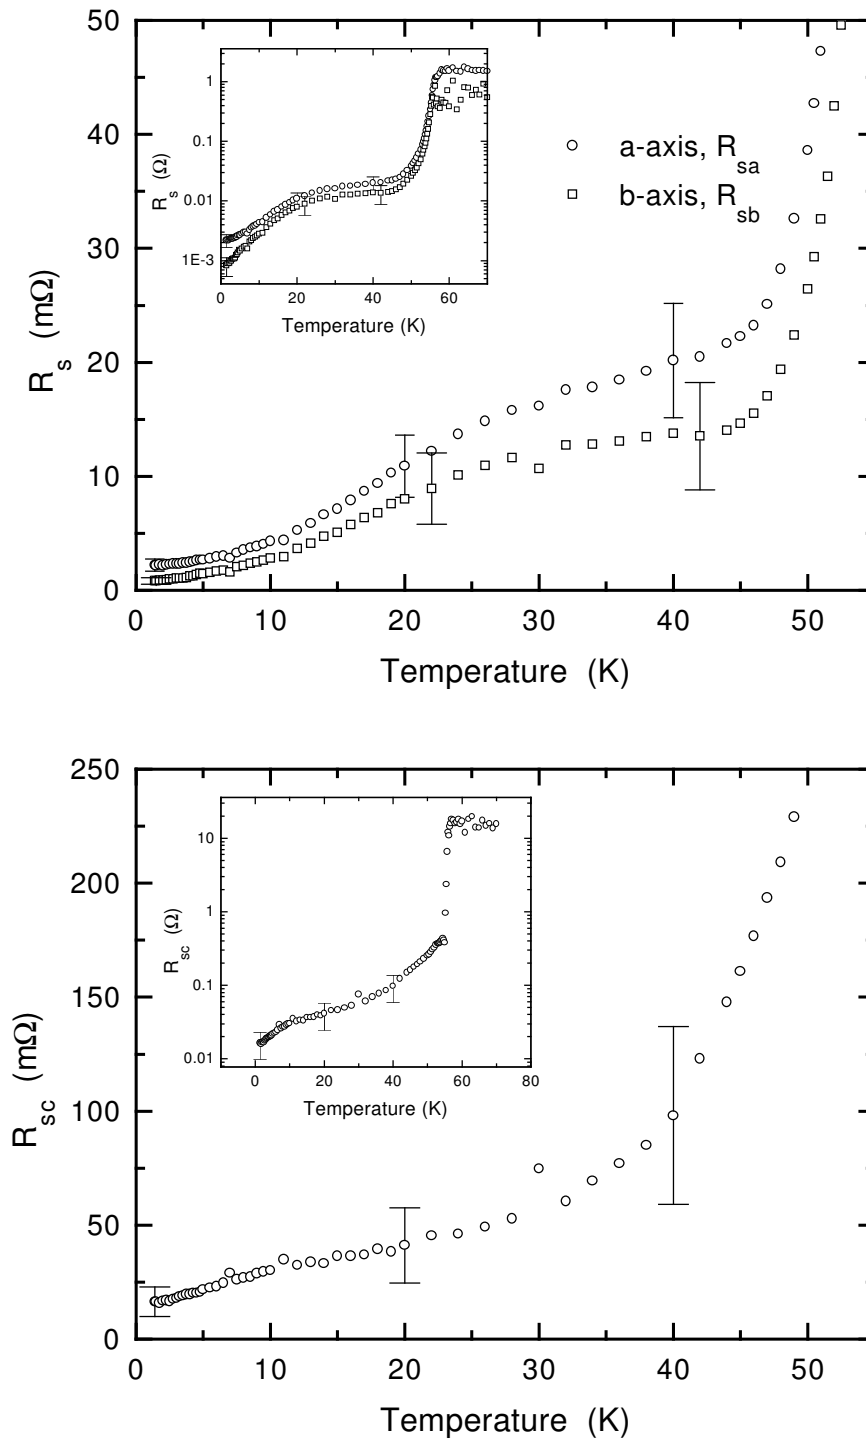 50
40
30
20
10
0
R_s (mΩ)
0 10 20 30 40 50
Temperature (K)
a-axis, R_sa
b-axis, R_sb
1
0.1
0.01
1E-3
R_s (Ω)
0 20 40 60
Temperature (K)
250
200
150
100
50
0
R_sc (mΩ)
0 10 20 30 40 50
Temperature (K)
10
1
0.1
0.01
R_sc (Ω)
0 20 40 60 80
Temperature (K)